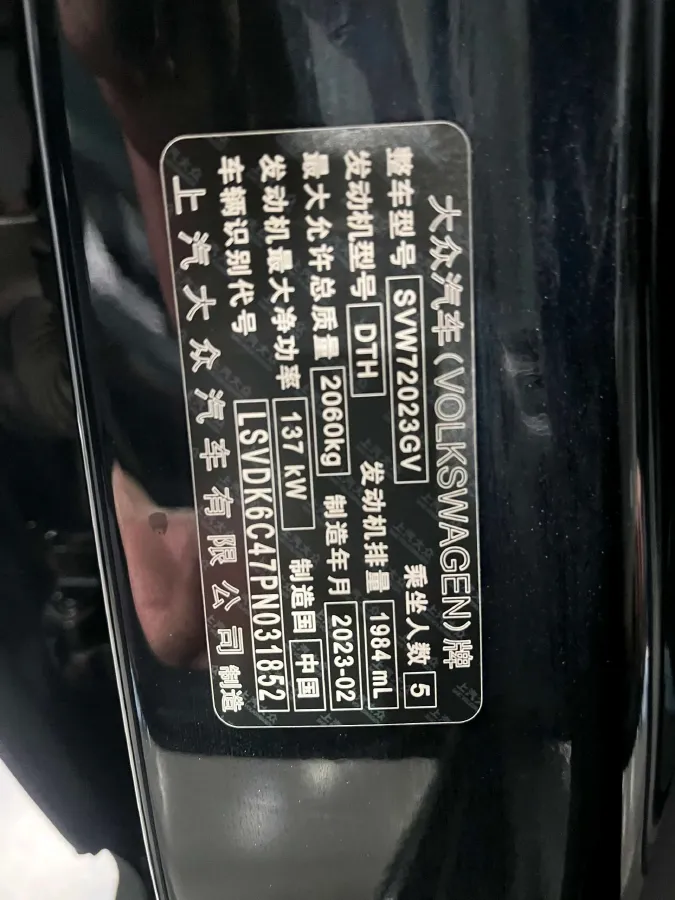 大众汽车(VOLKSWAGEN)牌
整车型号 SVW72023GV 乘坐人数 5
发动机型号 DTH 发动机排量 1984 mL
最大允许总质量 2060kg 制造年月 2023-02
发动机最大净功率 137 kW 制造国 中国
车辆识别代号 LSVDK6C47PN031852
上汽大众汽车有限公司 制造